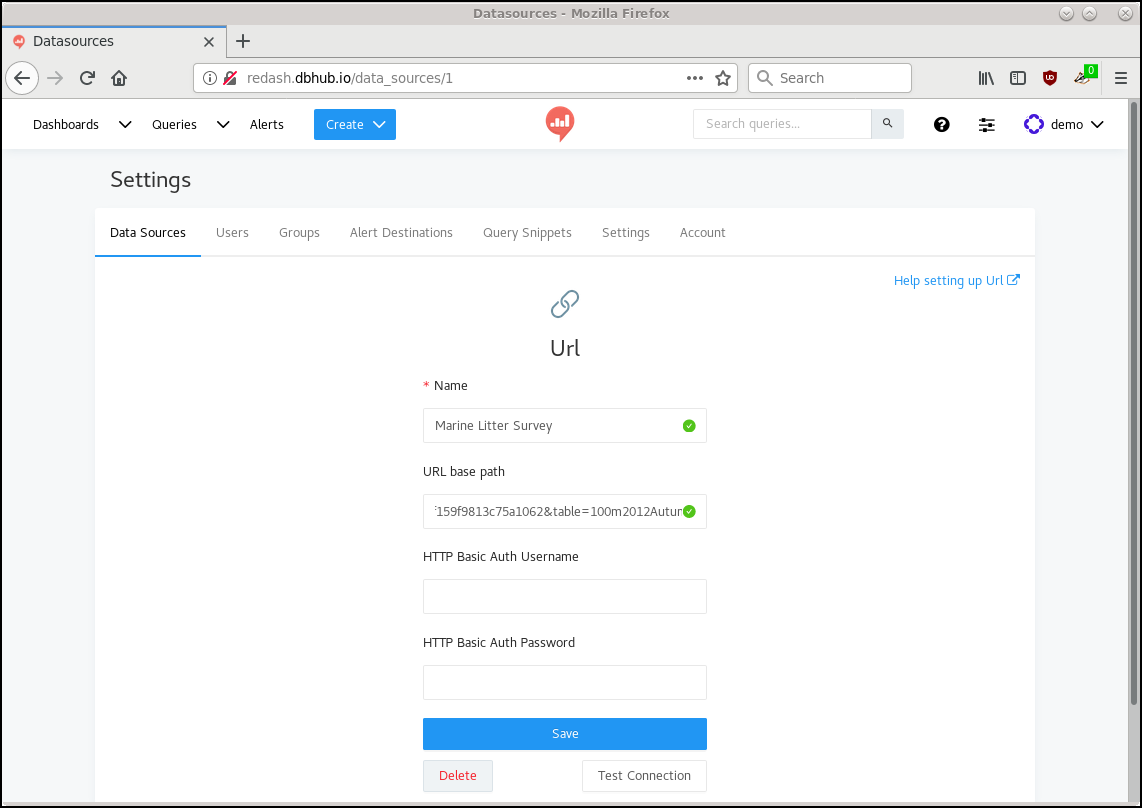 Datasources - Mozilla Firefox
Datasources
redash.dbhub.io/data_sources/1
Search
0
Dashboards Queries Alerts Create Search queries... demo
Settings
Data Sources Users Groups Alert Destinations Query Snippets Settings Account
Help setting up Url
Url
* Name
Marine Litter Survey
URL base path
159f9813c75a1062&table=100m2012Autur
HTTP Basic Auth Username
HTTP Basic Auth Password
Save
Delete Test Connection